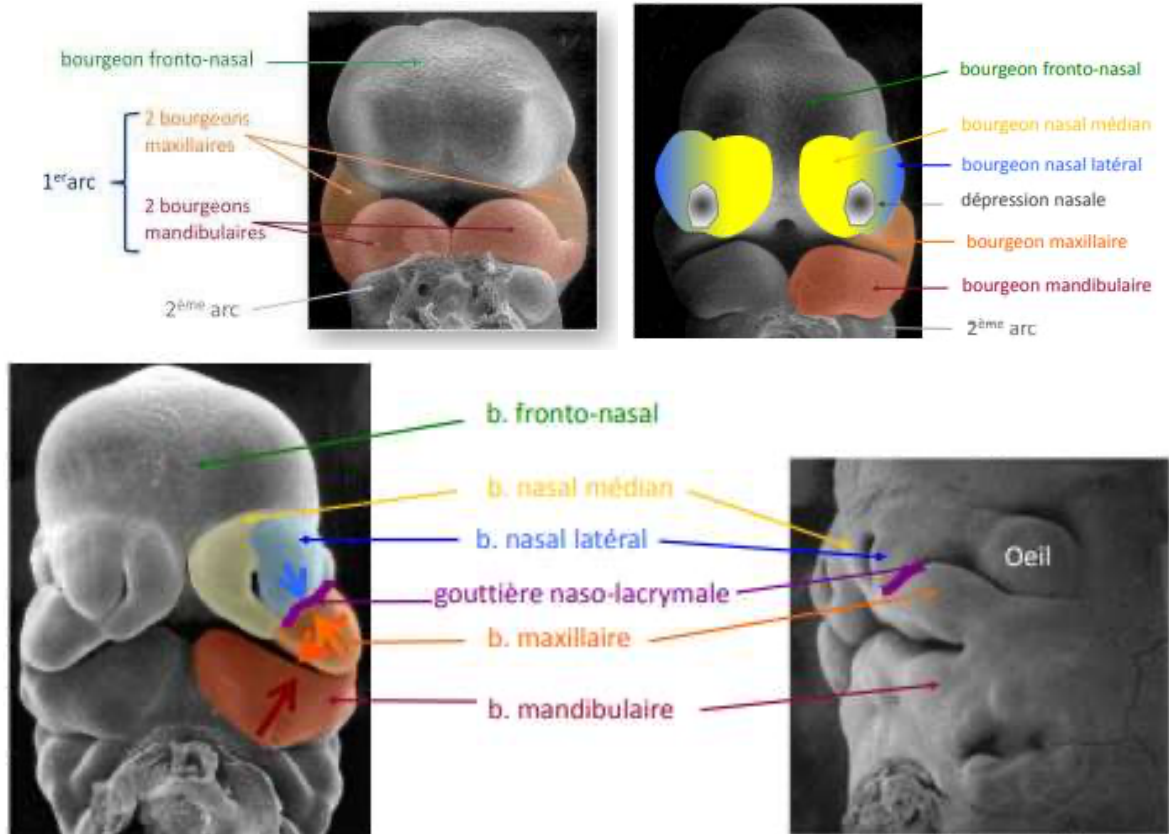 bourgeon fronto-nasal
2 bourgeons
maxillaires
1er arc
2 bourgeons
mandibulaires
2ème arc
bourgeon fronto-nasal
bourgeon nasal médian
bourgeon nasal latéral
dépression nasale
bourgeon maxillaire
bourgeon mandibulaire
2ème arc
b. fronto-nasal
b. nasal médian
b. nasal latéral
gouttière naso-lacrymale
b. maxillaire
b. mandibulaire
Oeil